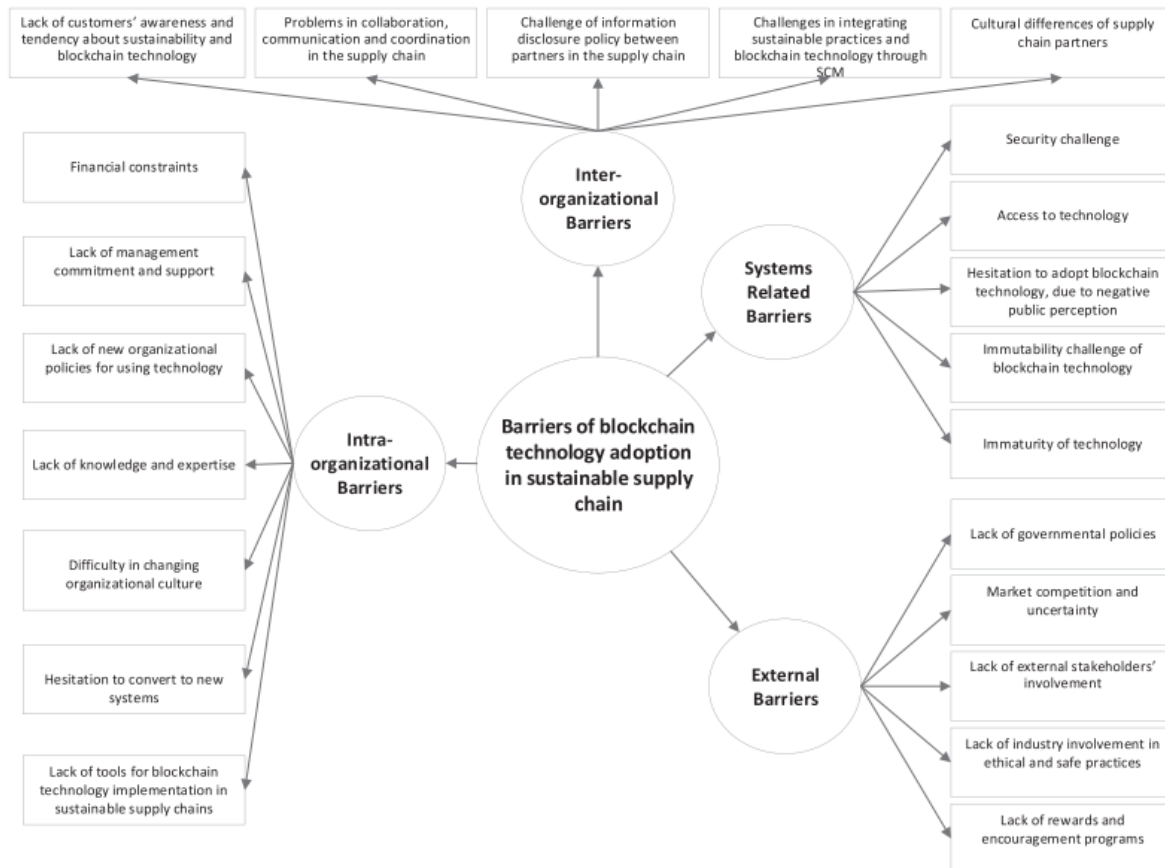 Lack of customers' awareness and
tendency about sustainability and
blockchain technology
Problems in collaboration,
communication and coordination
in the supply chain
Challenge of information
disclosure policy between
partners in the supply chain
Challenges in integrating
sustainable practices and
blockchain technology through
SCM
Cultural differences of supply
chain partners
Inter-
organizational
Barriers
Systems
Related
Barriers
Security challenge
Access to technology
Hesitation to adopt blockchain
technology, due to negative
public perception
Immutability challenge of
blockchain technology
Immaturity of technology
Financial constraints
Lack of management
commitment and support
Lack of new organizational
policies for using technology
Lack of knowledge and expertise
Difficulty in changing
organizational culture
Hesitation to convert to new
systems
Lack of tools for blockchain
technology implementation in
sustainable supply chains
Intra-
organizational
Barriers
Barriers of blockchain
technology adoption
in sustainable supply
chain
External
Barriers
Lack of governmental policies
Market competition and
uncertainty
Lack of external stakeholders'
involvement
Lack of industry involvement in
ethical and safe practices
Lack of rewards and
encouragement programs